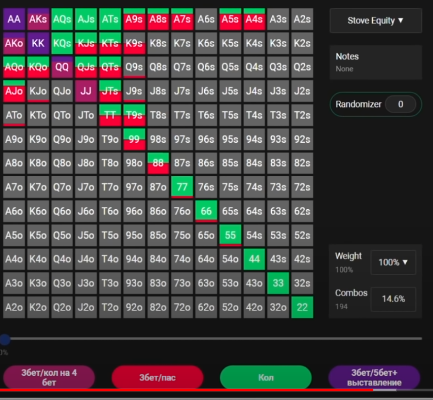 AA AKs AQs AJs ATs A9s A8s A7s A6s A5s A4s A3s A2s
Stove Equity ▼
AKo KK KQs KJs KTs K9s K8s K7s K6s K5s K4s K3s K2s
Notes
None
AQo KQo QQ QJs QTs Q9s Q8s Q7s Q6s Q5s Q4s Q3s Q2s
AJo KJo QJo JJ JTs J9s J8s J7s J6s J5s J4s J3s J2s
Randomizer 0
ATo KTo QTo JTo TT T9s T8s T7s T6s T5s T4s T3s T2s
A9o K9o Q9o J9o T9o 99 98s 97s 96s 95s 94s 93s 92s
A8o K8o Q8o J8o T8o 98o 88 87s 86s 85s 84s 83s 82s
A7o K7o Q7o J7o T7o 97o 87o 77 76s 75s 74s 73s 72s
A6o K6o Q6o J6o T6o 96o 86o 76o 66 65s 64s 63s 62s
A5o K5o Q5o J5o T5o 95o 85o 75o 65o 55 54s 53s 52s
A4o K4o Q4o J4o T4o 94o 84o 74o 64o 54o 44 43s 42s
Weight
100%
100% ▼
A3o K3o Q3o J3o T3o 93o 83o 73o 63o 53o 43o 33 32s
Combos
194
14.6%
A2o K2o Q2o J2o T2o 92o 82o 72o 62o 52o 42o 32o 22
0%
3бет/кол на 4 бет
3бет/пас
Кол
3бет/5бет+ выставление